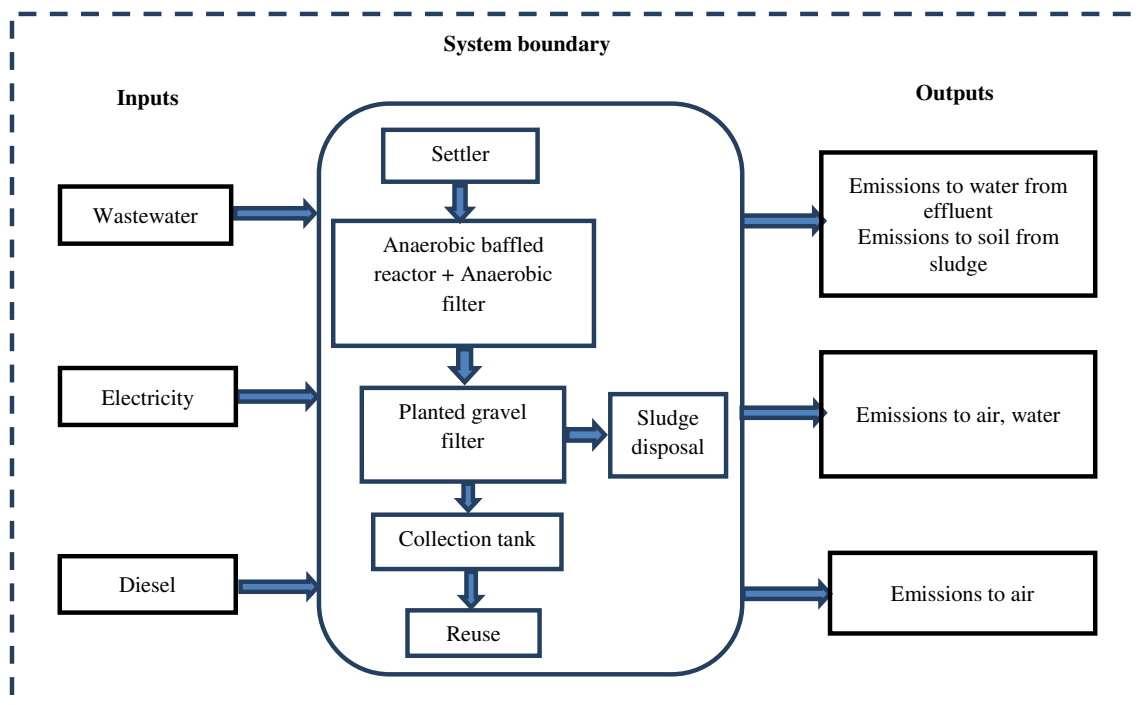 System boundary
Inputs
Outputs
Wastewater
Electricity
Diesel
Settler
Anaerobic baffled
reactor + Anaerobic
filter
Planted gravel
filter
Sludge
disposal
Collection tank
Reuse
Emissions to water from
effluent
Emissions to soil from
sludge
Emissions to air, water
Emissions to air